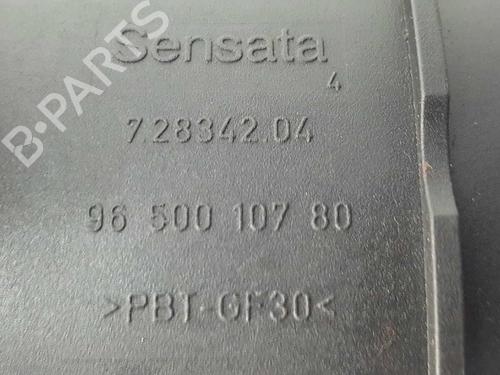 Sensata
4
7.28342.04
96 500 107 80
>PBT-GF30<
B-PARTS